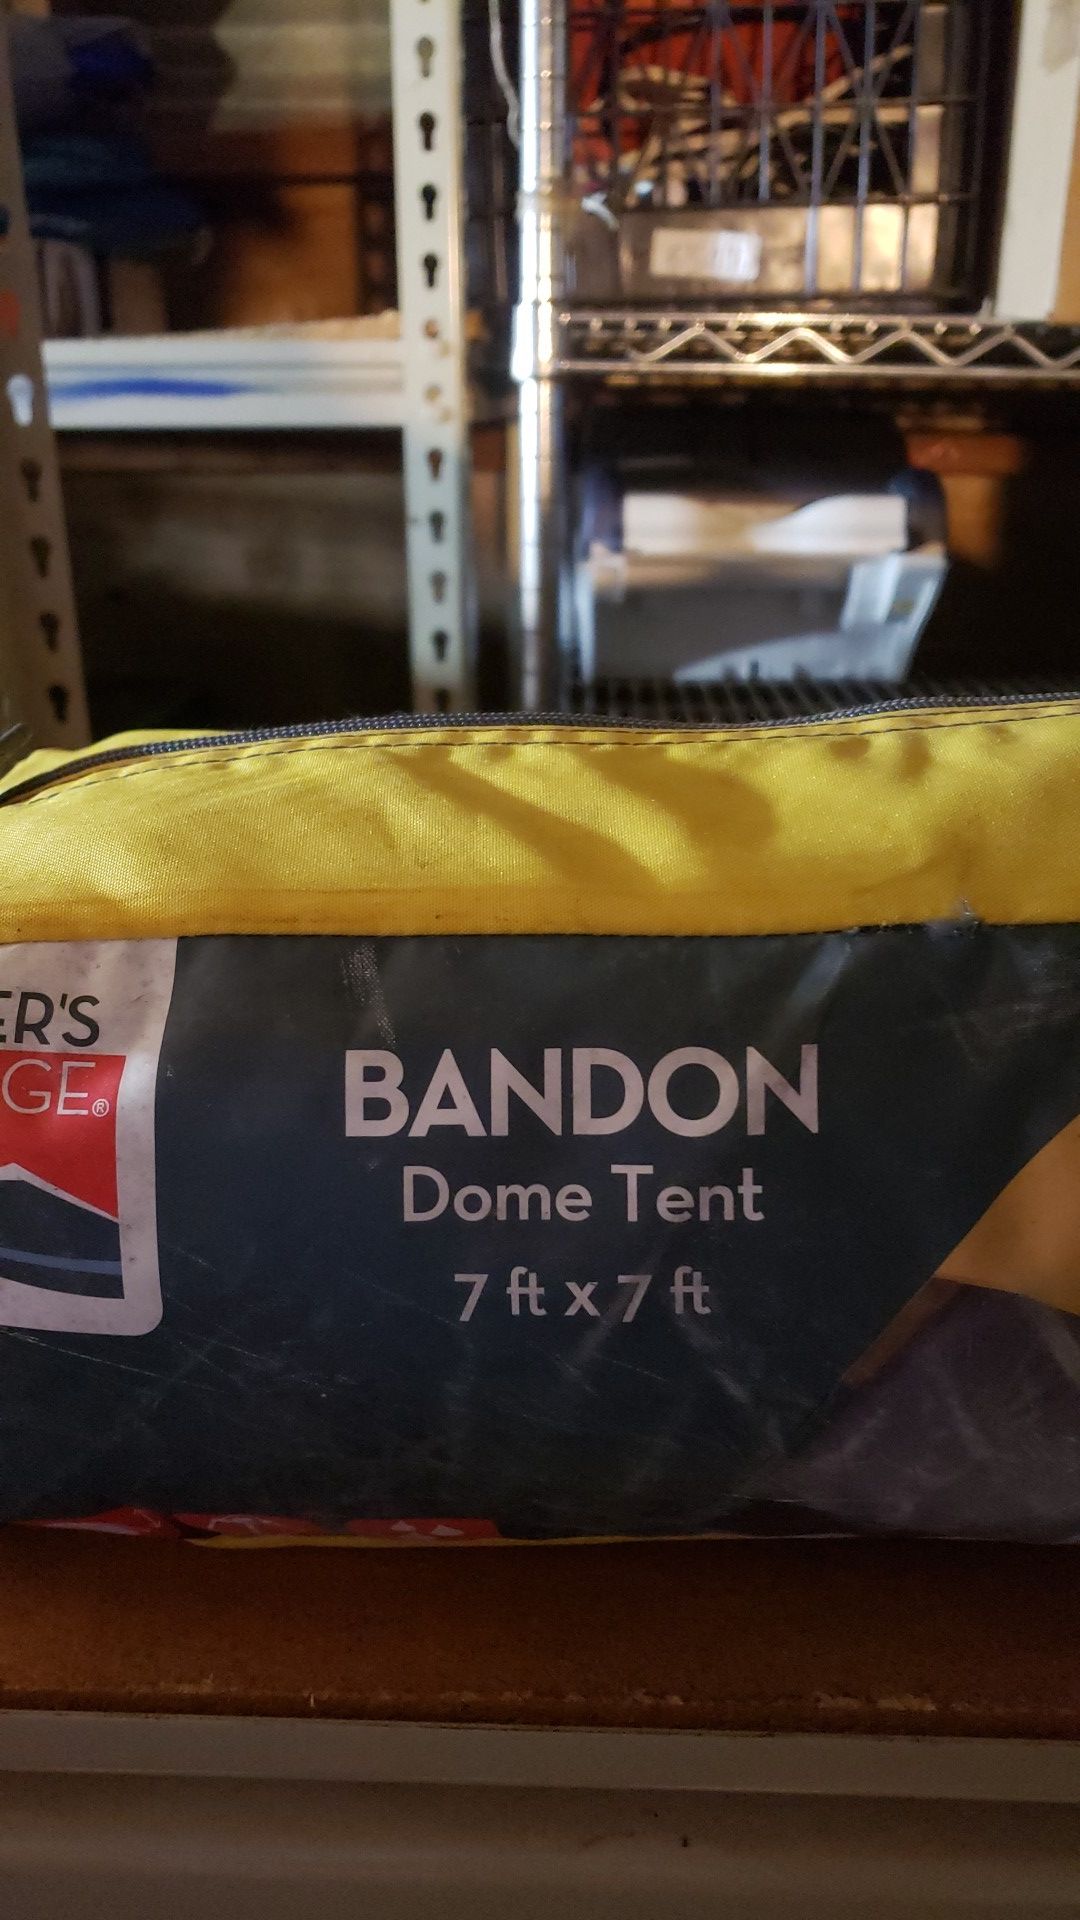 ER'S
GE®
BANDON
Dome Tent
7 ft x 7 ft